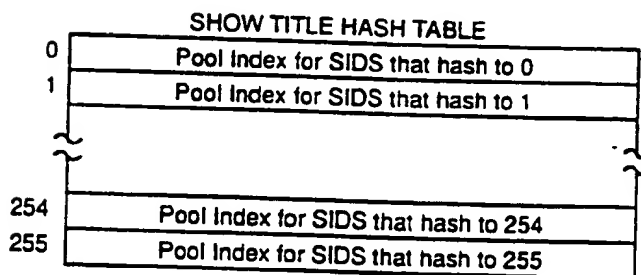 SHOW TITLE HASH TABLE
0 Pool Index for SIDS that hash to 0
1 Pool Index for SIDS that hash to 1
254 Pool Index for SIDS that hash to 254
255 Pool Index for SIDS that hash to 255